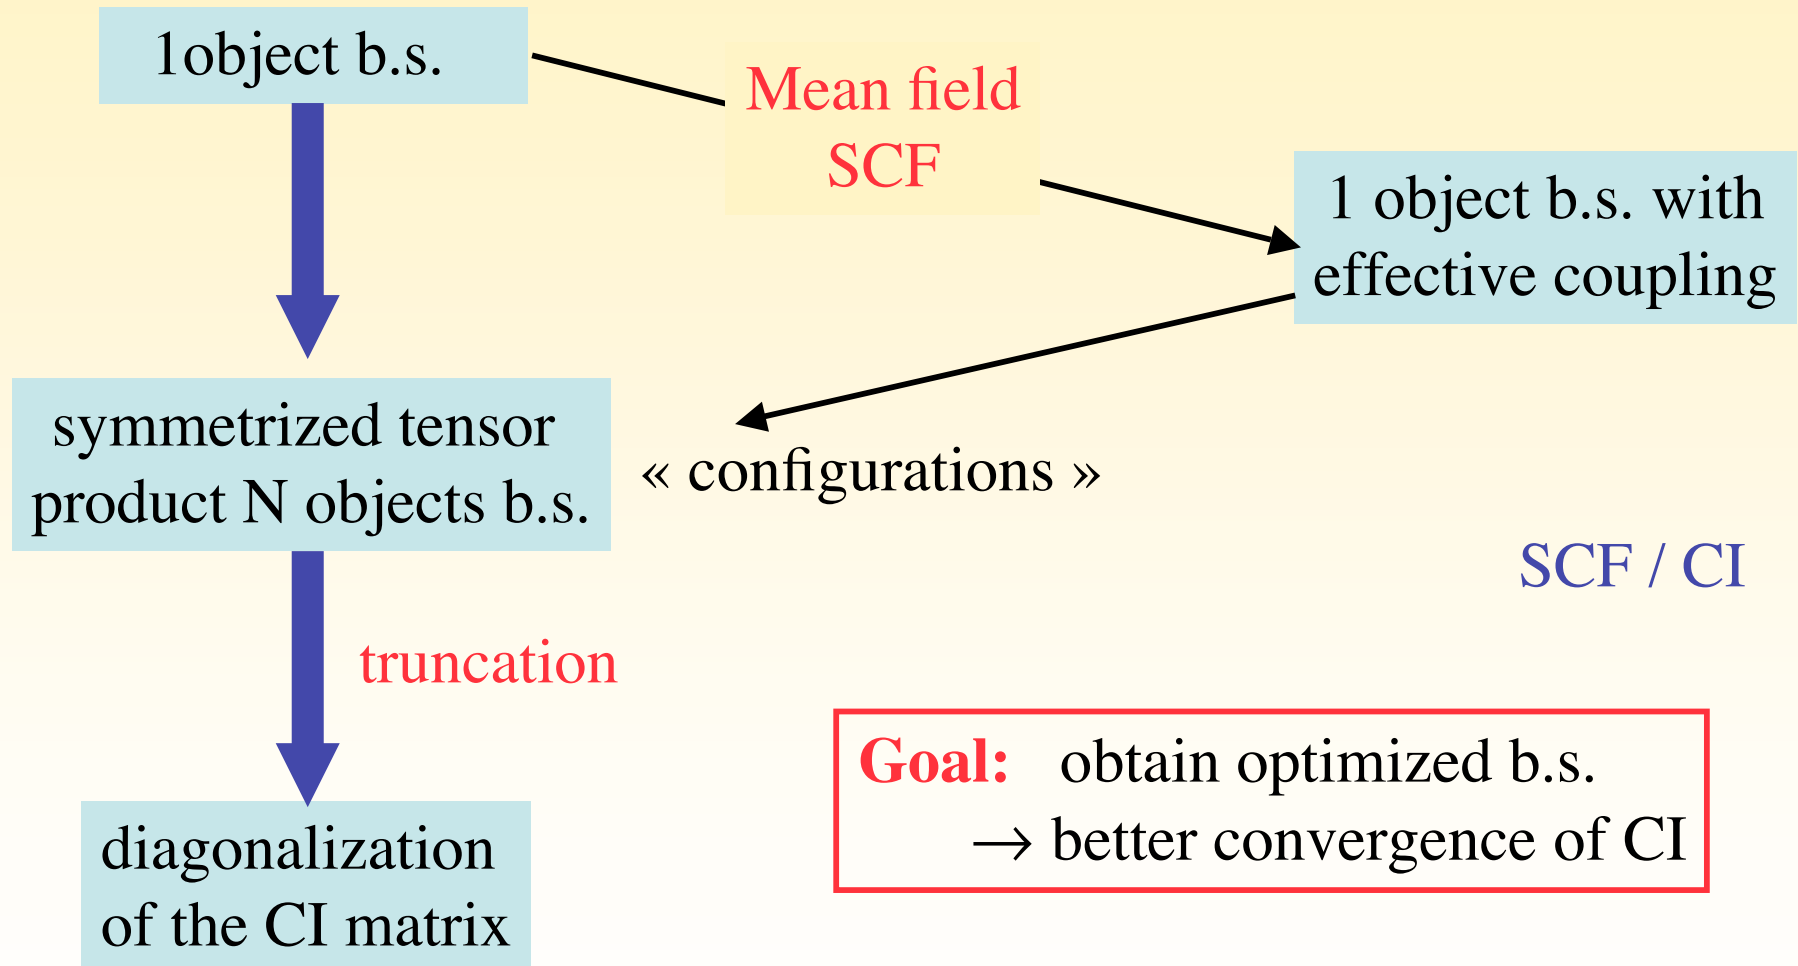 1object b.s.
Mean field
SCF
1 object b.s. with
effective coupling
symmetrized tensor
product N objects b.s.
« configurations »
SCF / CI
truncation
Goal: obtain optimized b.s.
→ better convergence of CI
diagonalization
of the CI matrix